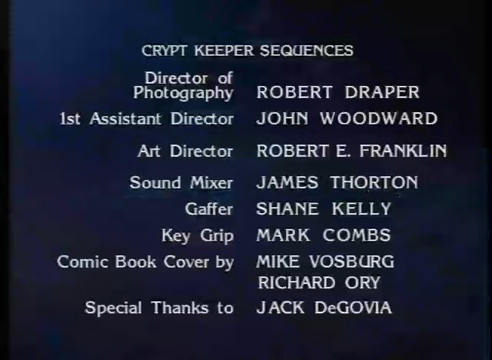 CRYPT KEEPER SEQUENCES
Director of
Photography ROBERT DRAPER
1st Assistant Director JOHN WOODWARD
Art Director ROBERT E. FRANKLIN
Sound Mixer JAMES THORTON
Gaffer SHANE KELLY
Key Grip MARK COMBS
Comic Book Cover by MIKE VOSBURG
RICHARD ORY
Special Thanks to JACK DeGOVIA